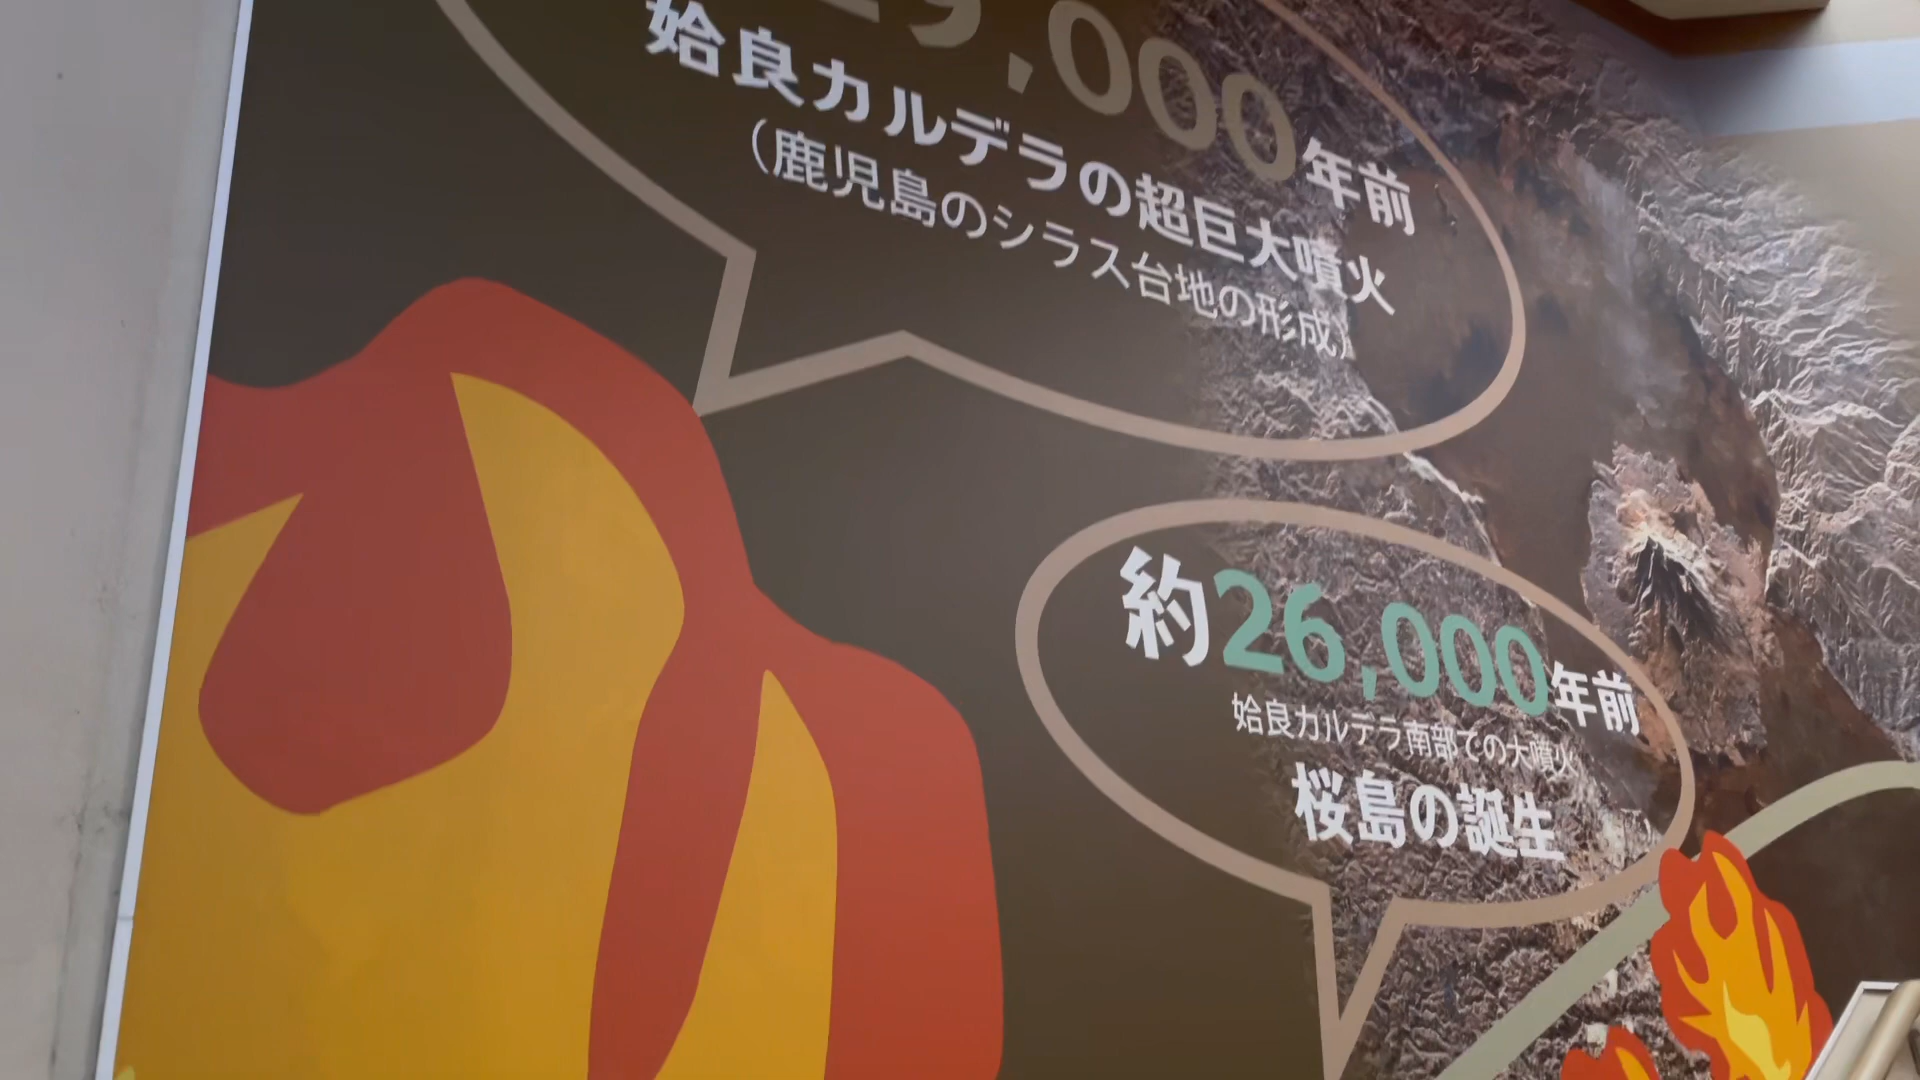 29,000年前
姶良カルデラの超巨大噴火
(鹿児島のシラス台地の形成)
約26,000年前
姶良カルデラ南部での大噴火
桜島の誕生